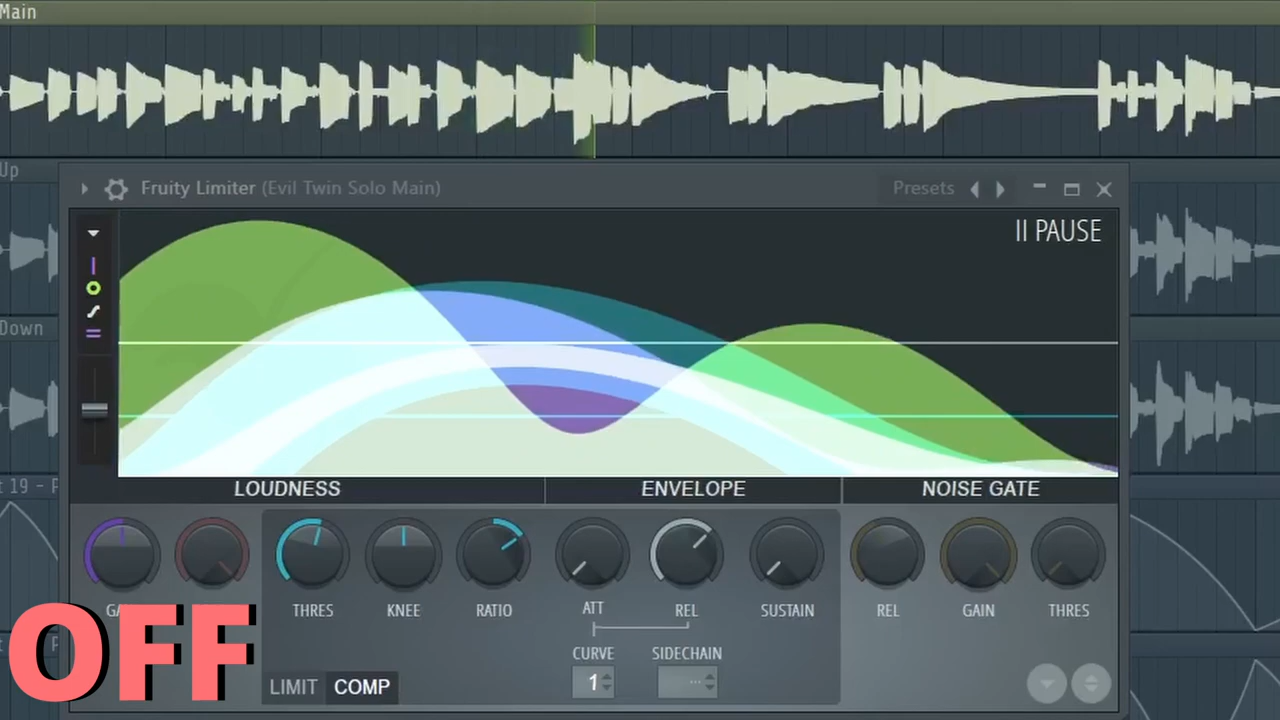 Main
Up
Fruity Limiter (Evil Twin Solo Main) Presets
II PAUSE
Down
LOUDNESS ENVELOPE NOISE GATE
THRES KNEE RATIO ATT REL SUSTAIN REL GAIN THRES
CURVE SIDECHAIN
1
LIMIT COMP
OFF